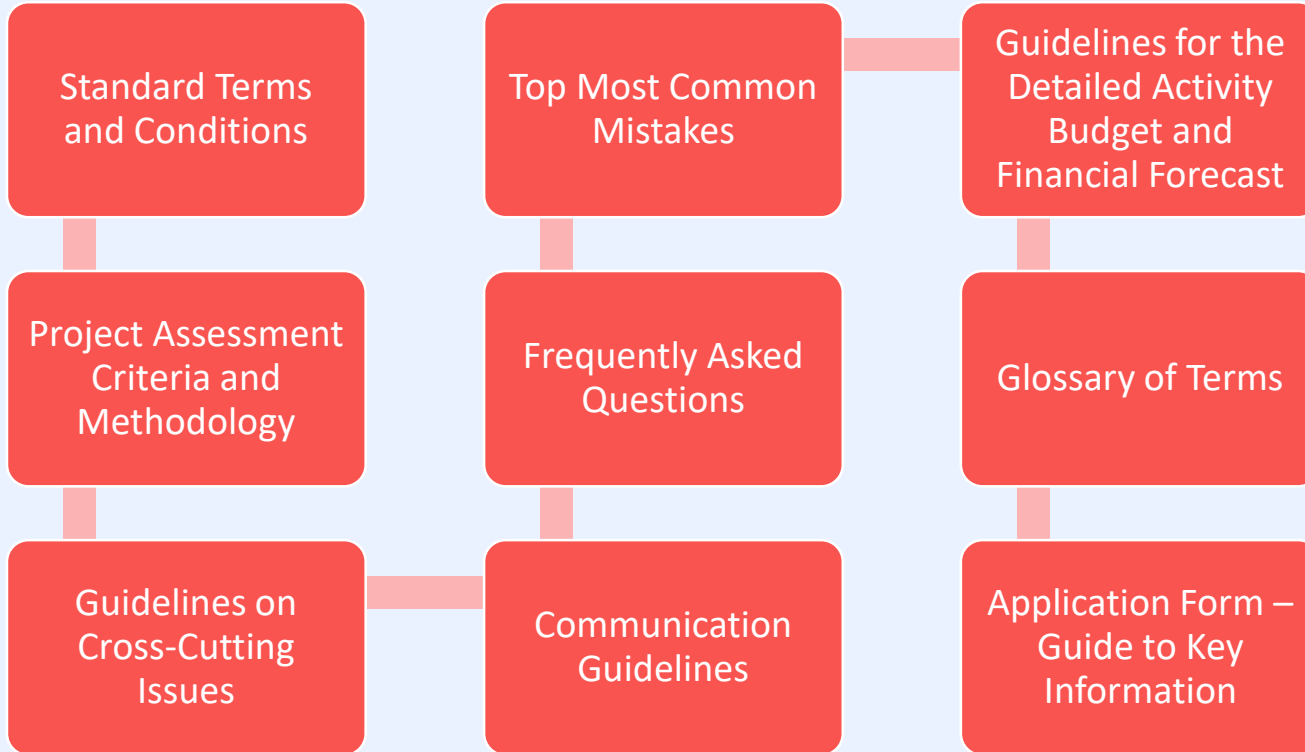 Standard Terms
and Conditions
Project Assessment
Criteria and
Methodology
Guidelines on
Cross-Cutting
Issues
Communication
Guidelines
Frequently Asked
Questions
Top Most Common
Mistakes
Guidelines for the
Detailed Activity
Budget and
Financial Forecast
Glossary of Terms
Application Form –
Guide to Key
Information